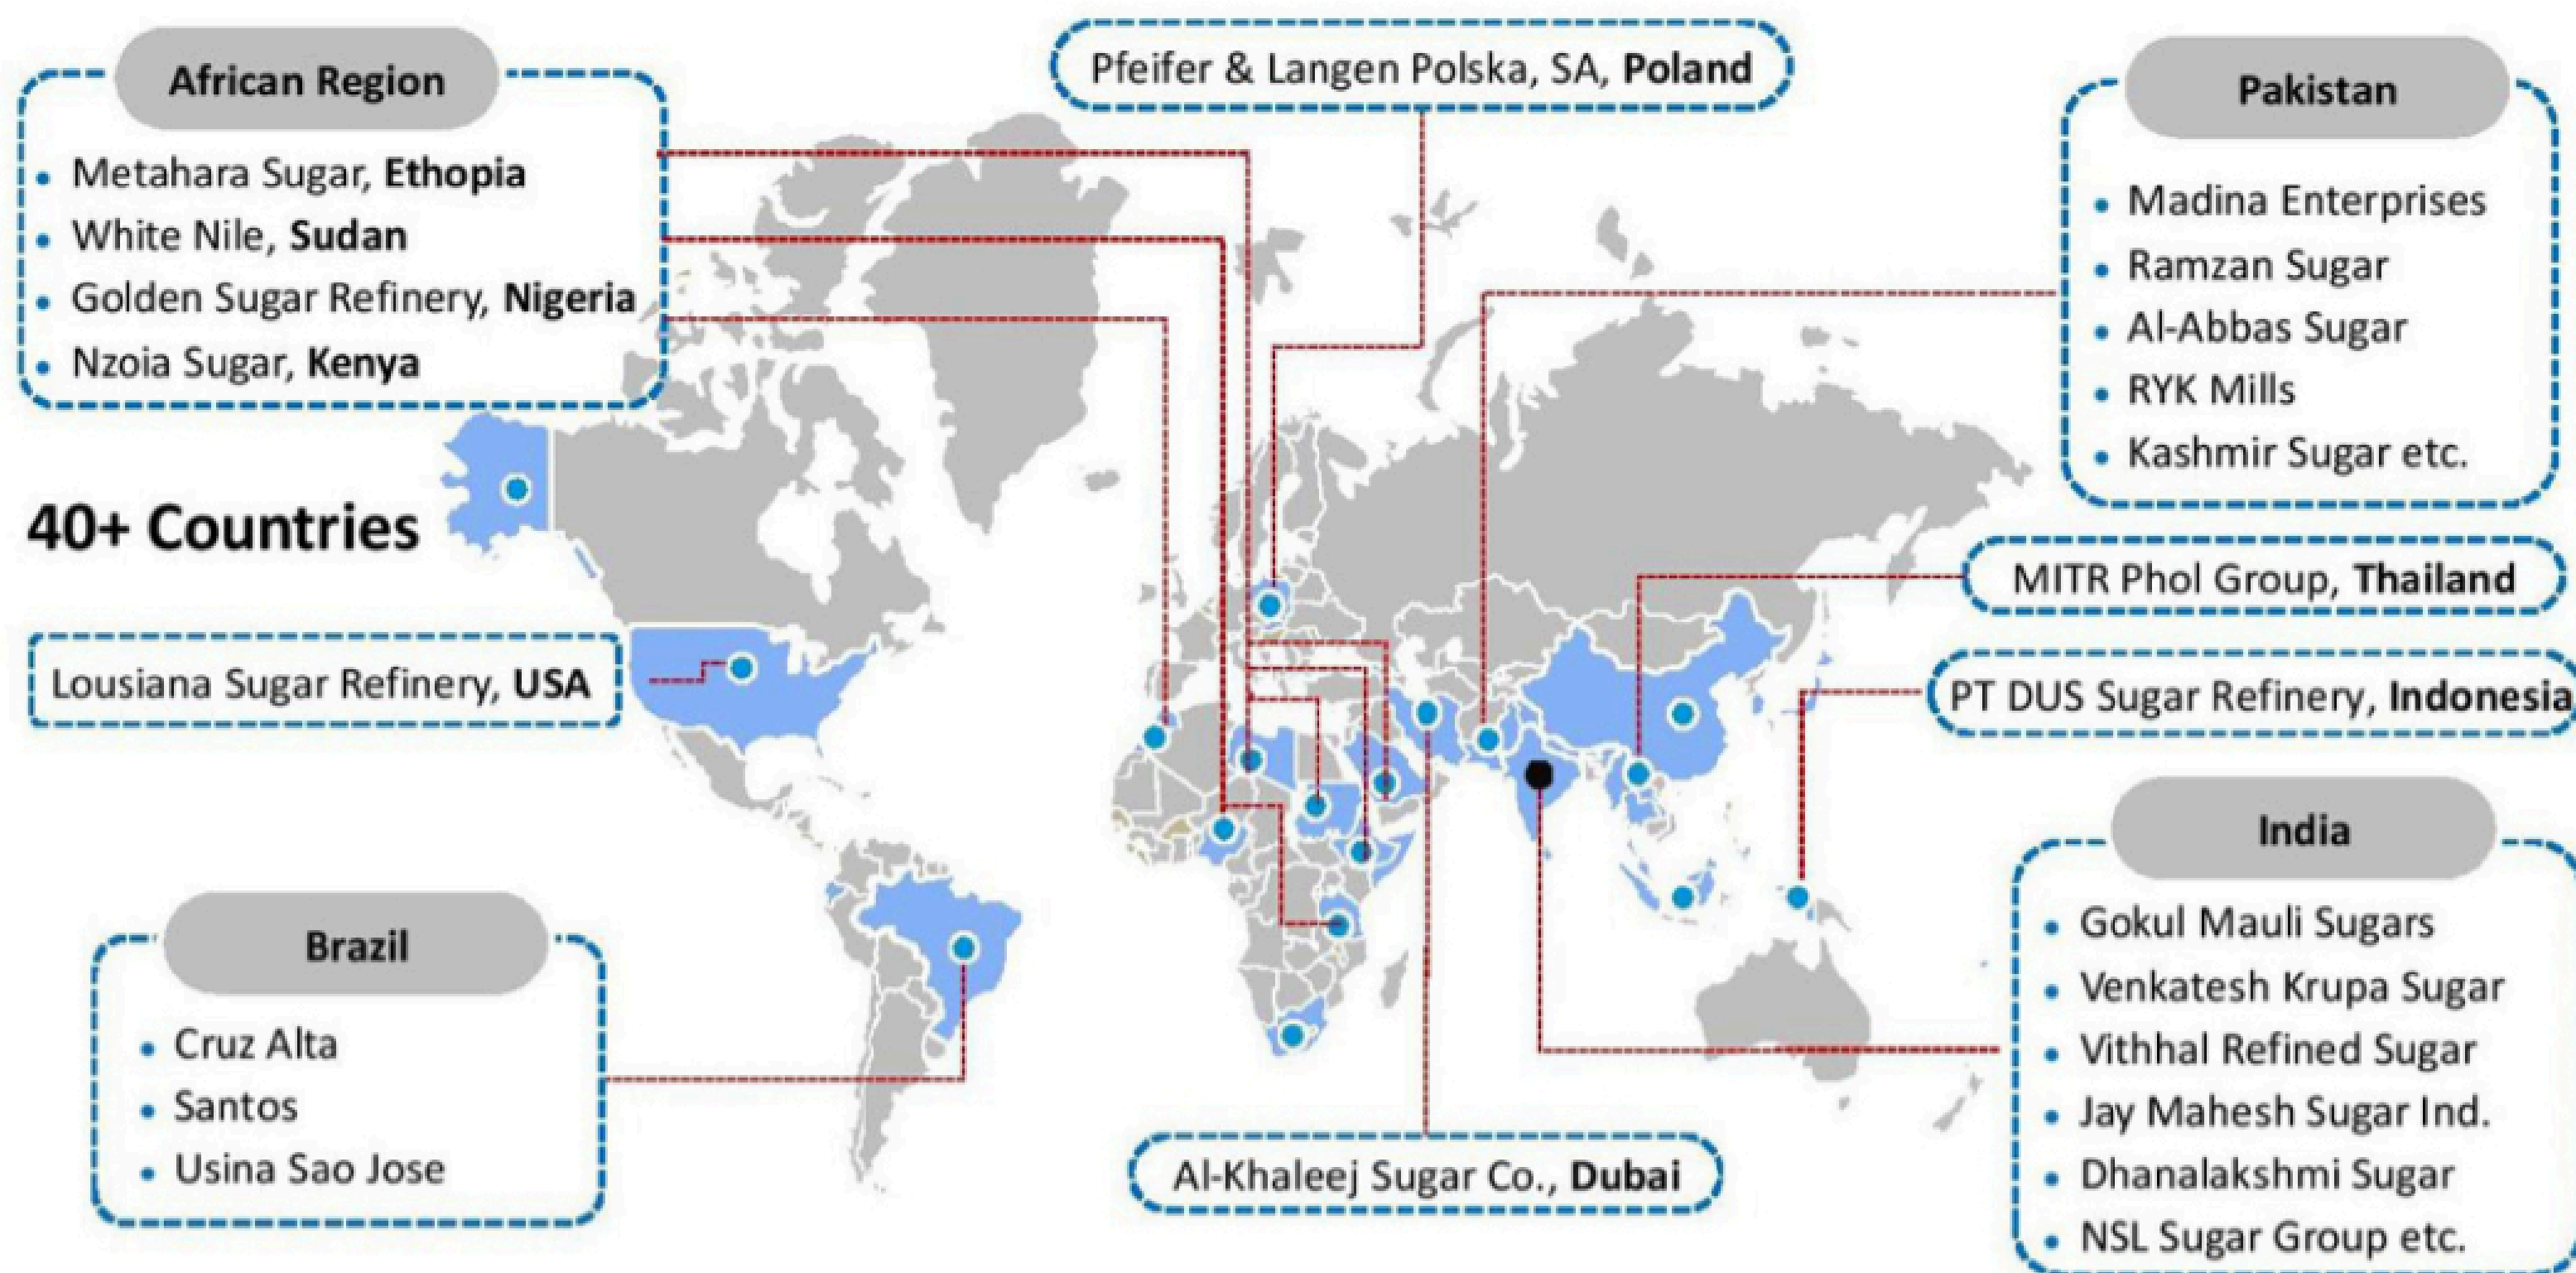 African Region
Metahara Sugar, Ethopia
White Nile, Sudan
Golden Sugar Refinery, Nigeria
Nzoia Sugar, Kenya
Pfeifer & Langen Polska, SA, Poland
Pakistan
Madina Enterprises
Ramzan Sugar
Al-Abbas Sugar
RYK Mills
Kashmir Sugar etc.
40+ Countries
MITR Phol Group, Thailand
Lousiana Sugar Refinery, USA
PT DUS Sugar Refinery, Indonesia
India
Gokul Mauli Sugars
Venkatesh Krupa Sugar
Vithhal Refined Sugar
Jay Mahesh Sugar Ind.
Dhanalakshmi Sugar
NSL Sugar Group etc.
Brazil
Cruz Alta
Santos
Usina Sao Jose
Al-Khaleej Sugar Co., Dubai